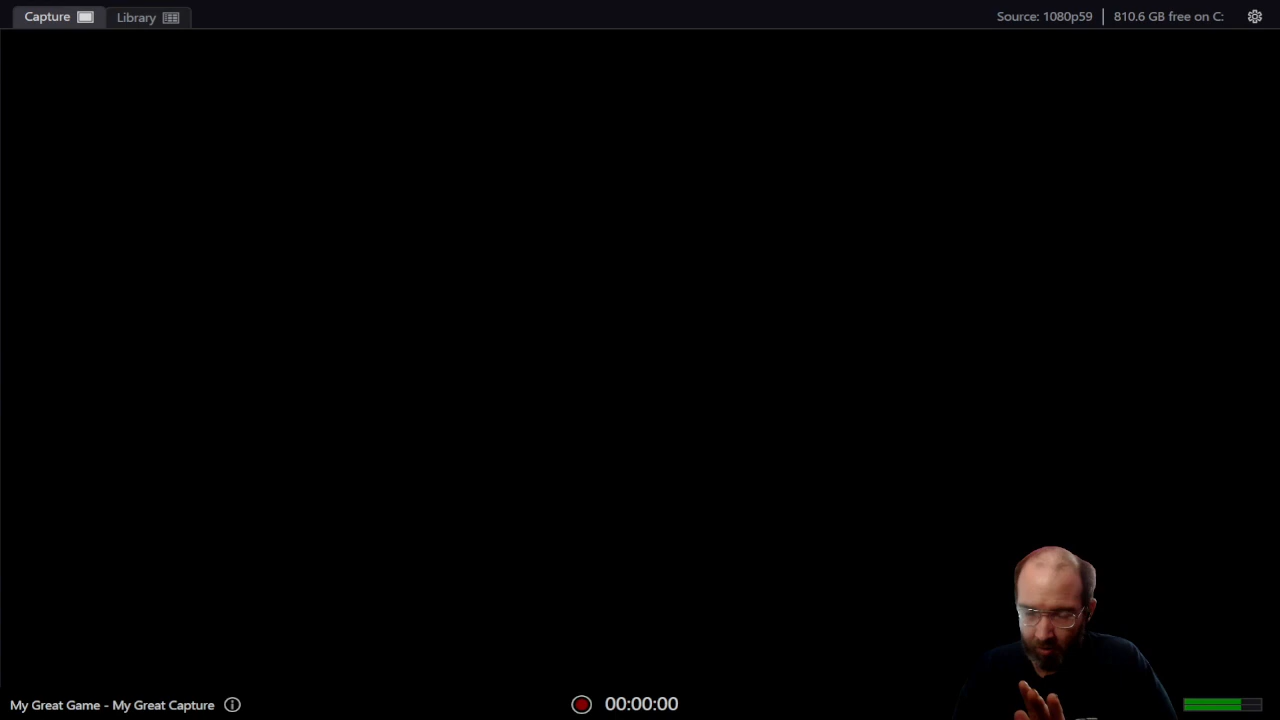 Capture
Library
Source: 1080p59
810.6 GB free on C:
My Great Game - My Great Capture
00:00:00